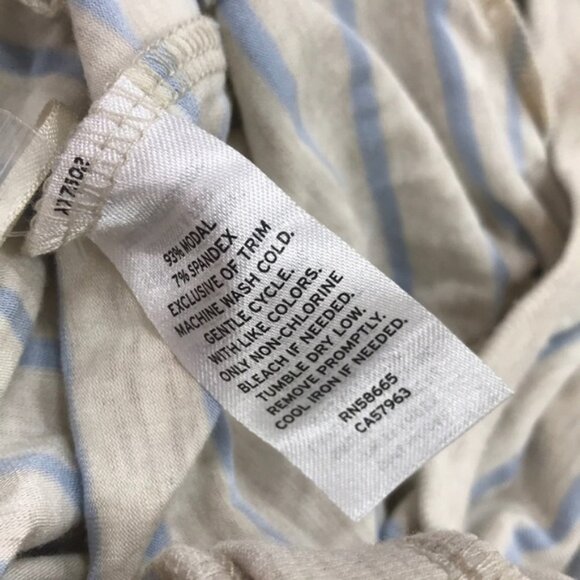 93% MODAL
7% SPANDEX
EXCLUSIVE OF TRIM
MACHINE WASH COLD.
GENTLE CYCLE.
WITH LIKE COLORS.
ONLY NON-CHLORINE
BLEACH IF NEEDED.
TUMBLE DRY LOW.
REMOVE PROMPTLY.
COOL IRON IF NEEDED.
RN58665
CA57963